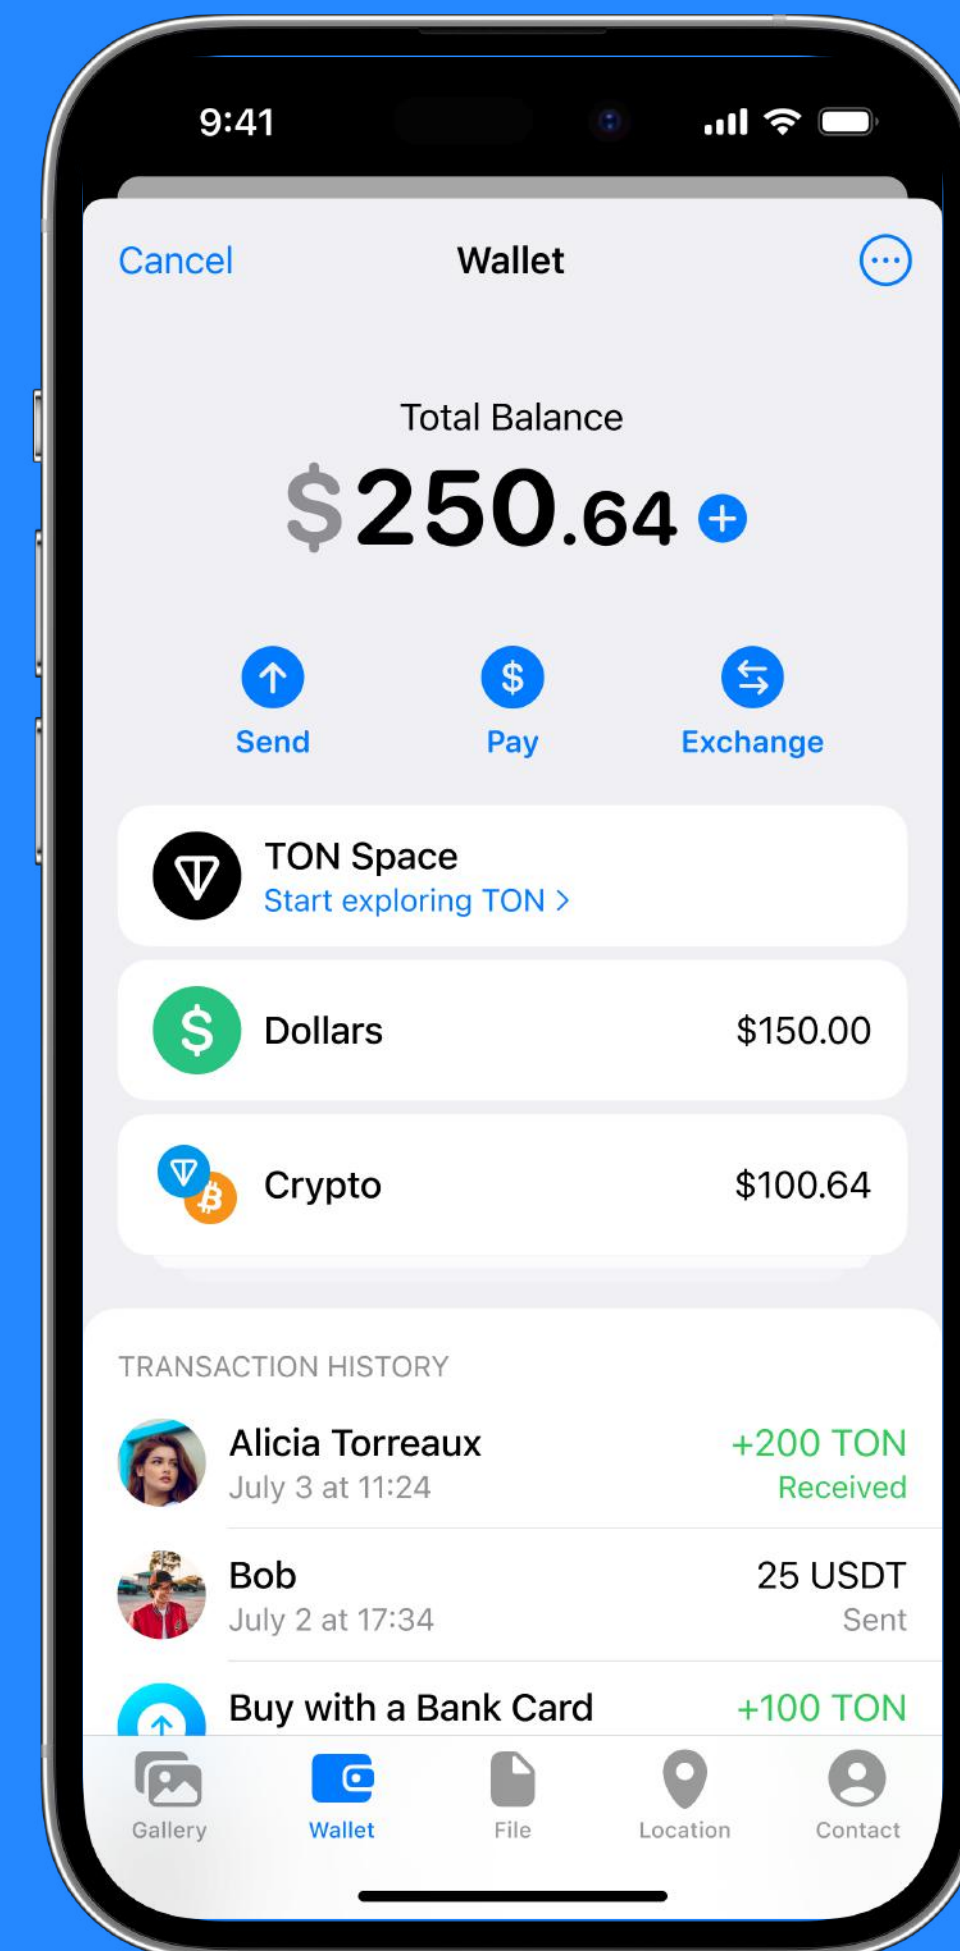 9:41
Cancel
Wallet
Total Balance
$250.64
Send
Pay
Exchange
TON Space
Start exploring TON >
Dollars
$150.00
Crypto
$100.64
TRANSACTION HISTORY
Alicia Torreaux
+200 TON
July 3 at 11:24
Received
Bob
25 USDT
July 2 at 17:34
Sent
Buy with a Bank Card
+100 TON
Gallery
Wallet
File
Location
Contact